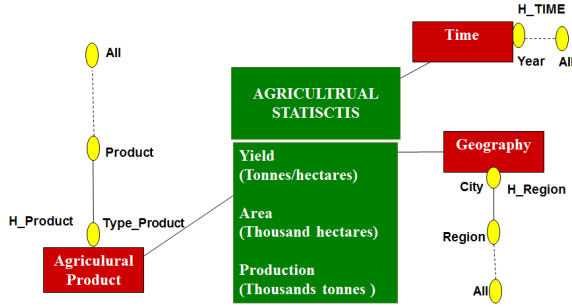 H_TIME
Time
All
Year
All
AGRICULTRUAL
STATISCTIS
Product
Yield
(Tonnes/hectares)
Geography
City
H_Region
H_Product
Type_Product
Area
(Thousand hectares)
Region
Agricultural
Product
Production
(Thousands tonnes )
All